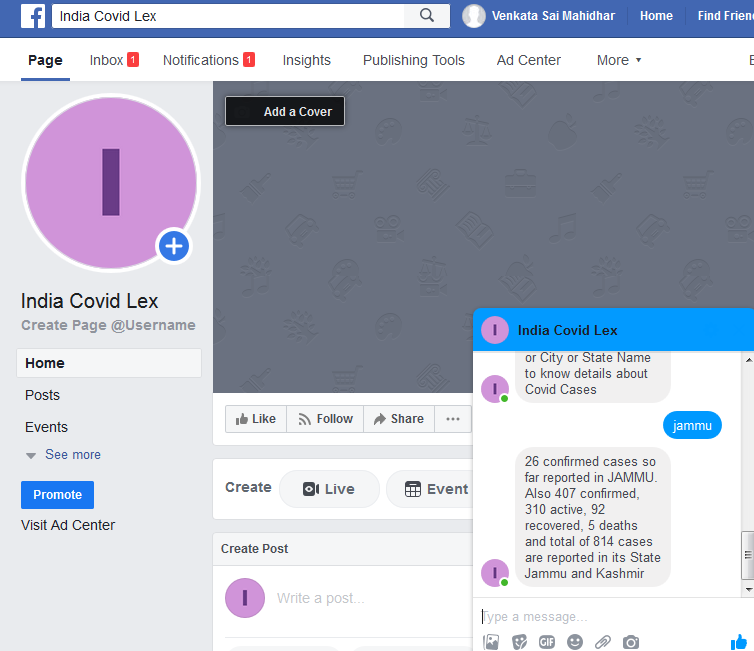 India Covid Lex
Venkata Sai Mahidhar Home Find Frien
Page Inbox 1 Notifications 1 Insights Publishing Tools Ad Center More
Add a Cover
I
India Covid Lex
Create Page @Username
Home
Posts
Events
See more
Promote
Visit Ad Center
Like Follow Share ...
Create Live Event
Create Post
I Write a post...
I India Covid Lex
or City or State Name
to know details about
I Covid Cases
jammu
26 confirmed cases so
far reported in JAMMU.
Also 407 confirmed,
310 active, 92
recovered, 5 deaths
and total of 814 cases
are reported in its State
I Jammu and Kashmir
Type a message...
GIF